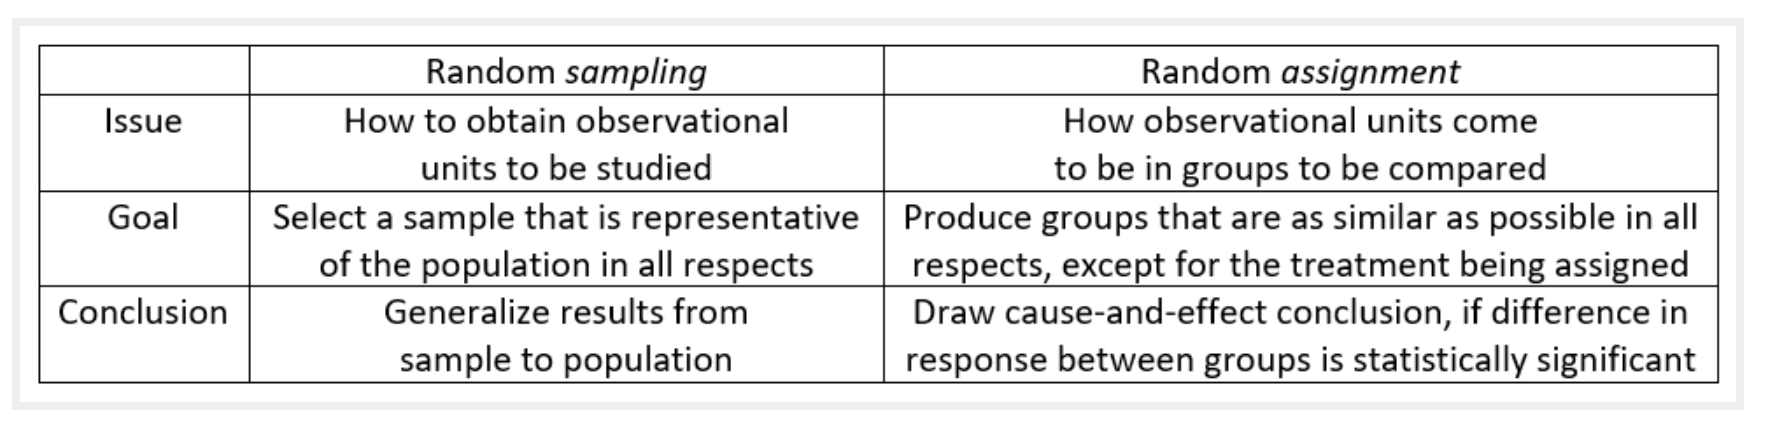 Random sampling
Random assignment
Issue
How to obtain observational
units to be studied
How observational units come
to be in groups to be compared
Goal
Select a sample that is representative
of the population in all respects
Produce groups that are as similar as possible in all
respects, except for the treatment being assigned
Conclusion
Generalize results from
sample to population
Draw cause-and-effect conclusion, if difference in
response between groups is statistically significant